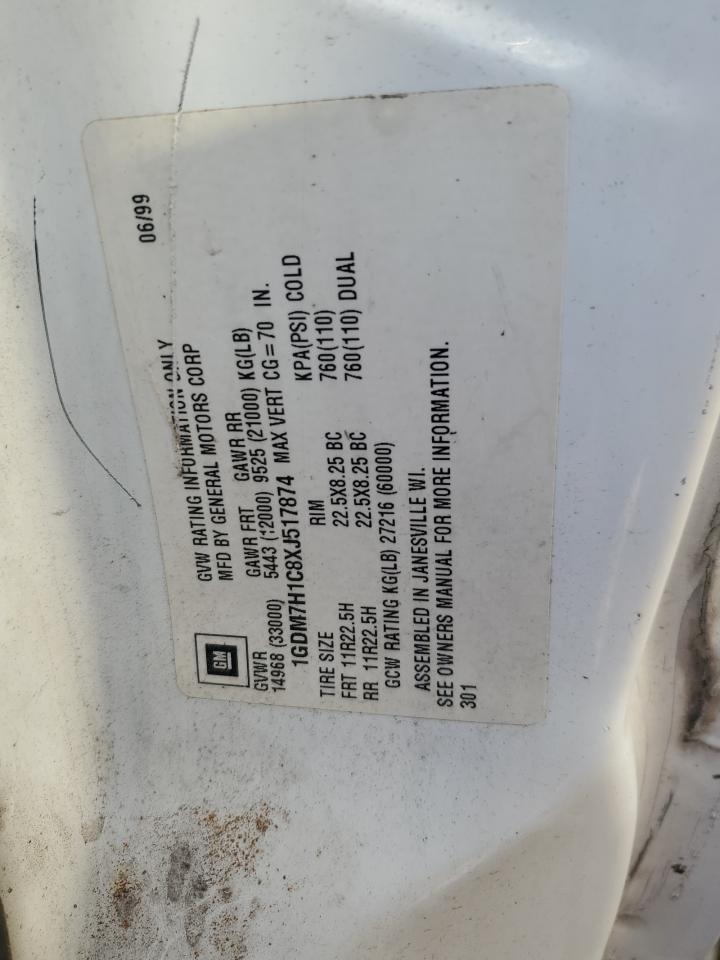 GVW RATING INFORMATION ONLY
MFD BY GENERAL MOTORS CORP 06/99
GM
GVWR GAWR FRT GAWR RR
14968 (33000) 5443 (12000) 9525 (21000) KG(LB)
1GDM7H1C8XJ517874 MAX VERT CG = 70 IN.
TIRE SIZE RIM KPA(PSI) COLD
FRT 11R22.5H 22.5X8.25 BC 760(110)
RR 11R22.5H 22.5X8.25 BC 760(110) DUAL
GCW RATING KG(LB) 27216 (60000)
ASSEMBLED IN JANESVILLE WI.
SEE OWNERS MANUAL FOR MORE INFORMATION.
301